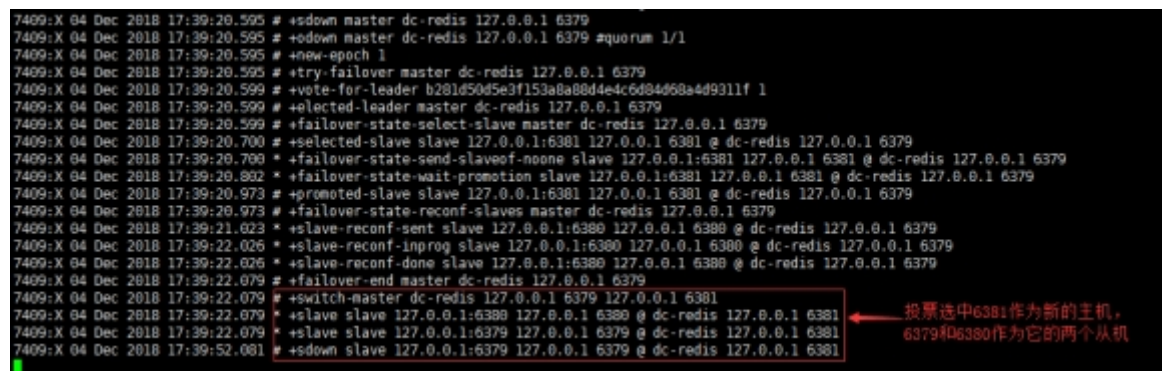 7409:X 04 Dec 2018 17:39:20.595 # +sdown master dc-redis 127.0.0.1 6379
7409:X 04 Dec 2018 17:39:20.595 # +odown master dc-redis 127.0.0.1 6379 #quorum 1/1
7409:X 04 Dec 2018 17:39:20.595 # +new-epoch 1
7409:X 04 Dec 2018 17:39:20.595 # +try-failover master dc-redis 127.0.0.1 6379
7409:X 04 Dec 2018 17:39:20.599 # +vote-for-leader b281d50d5e3f153a8a88d4e4c6d84d68a4d9311f 1
7409:X 04 Dec 2018 17:39:20.599 # +elected-leader master dc-redis 127.0.0.1 6379
7409:X 04 Dec 2018 17:39:20.599 # +failover-state-select-slave master dc-redis 127.0.0.1 6379
7409:X 04 Dec 2018 17:39:20.700 # +selected-slave slave 127.0.0.1:6381 127.0.0.1 6381 @ dc-redis 127.0.0.1 6379
7409:X 04 Dec 2018 17:39:20.700 * +failover-state-send-slaveof-noone slave 127.0.0.1:6381 127.0.0.1 6381 @ dc-redis 127.0.0.1 6379
7409:X 04 Dec 2018 17:39:20.802 * +failover-state-wait-promotion slave 127.0.0.1:6381 127.0.0.1 6381 @ dc-redis 127.0.0.1 6379
7409:X 04 Dec 2018 17:39:20.973 # +promoted-slave slave 127.0.0.1:6381 127.0.0.1 6381 @ dc-redis 127.0.0.1 6379
7409:X 04 Dec 2018 17:39:20.973 # +failover-state-reconf-slaves master dc-redis 127.0.0.1 6379
7409:X 04 Dec 2018 17:39:21.023 * +slave-reconf-sent slave 127.0.0.1:6380 127.0.0.1 6380 @ dc-redis 127.0.0.1 6379
7409:X 04 Dec 2018 17:39:22.026 * +slave-reconf-inprog slave 127.0.0.1:6380 127.0.0.1 6380 @ dc-redis 127.0.0.1 6379
7409:X 04 Dec 2018 17:39:22.026 * +slave-reconf-done slave 127.0.0.1:6380 127.0.0.1 6380 @ dc-redis 127.0.0.1 6379
7409:X 04 Dec 2018 17:39:22.079 # +failover-end master dc-redis 127.0.0.1 6379
7409:X 04 Dec 2018 17:39:22.079 # +switch-master dc-redis 127.0.0.1 6379 127.0.0.1 6381
7409:X 04 Dec 2018 17:39:22.079 * +slave slave 127.0.0.1:6380 127.0.0.1 6380 @ dc-redis 127.0.0.1 6381
7409:X 04 Dec 2018 17:39:22.079 * +slave slave 127.0.0.1:6379 127.0.0.1 6379 @ dc-redis 127.0.0.1 6381
7409:X 04 Dec 2018 17:39:52.081 # +sdown slave 127.0.0.1:6379 127.0.0.1 6379 @ dc-redis 127.0.0.1 6381
投票选中6381作为新的主机,
6379和6380作为它的两个从机